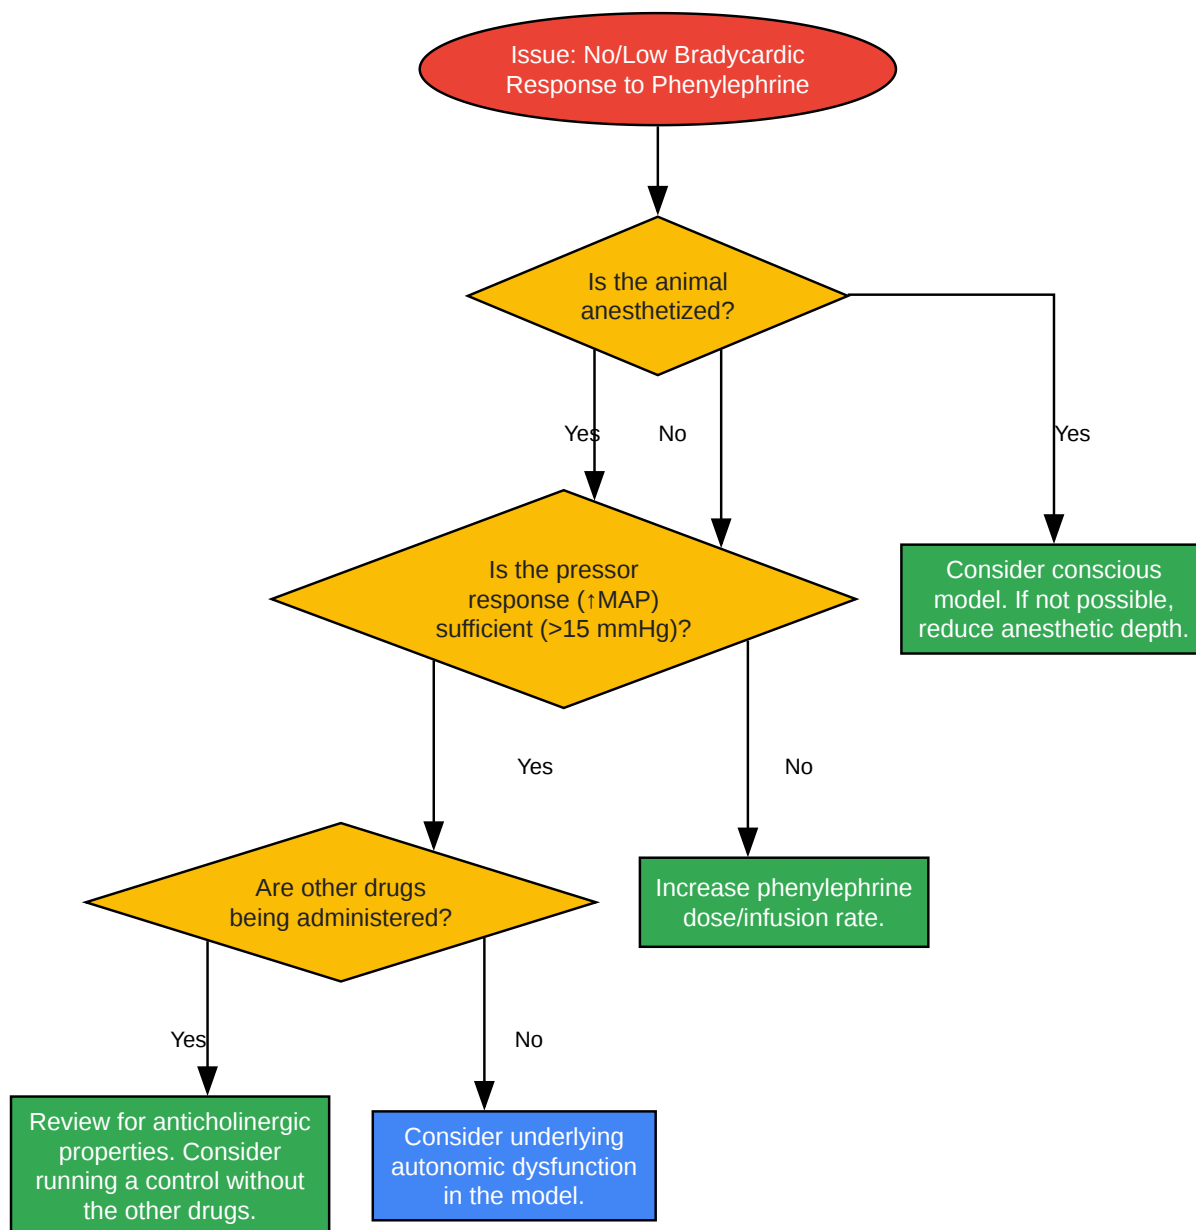 Issue: No/Low Bradycardic
Response to Phenylephrine
Is the animal
anesthetized?
Yes
No
Yes
Is the pressor
response (↑MAP)
sufficient (>15 mmHg)?
Consider conscious
model. If not possible,
reduce anesthetic depth.
Yes
No
Are other drugs
being administered?
Increase phenylephrine
dose/infusion rate.
Yes
No
Review for anticholinergic
properties. Consider
running a control without
the other drugs.
Consider underlying
autonomic dysfunction
in the model.